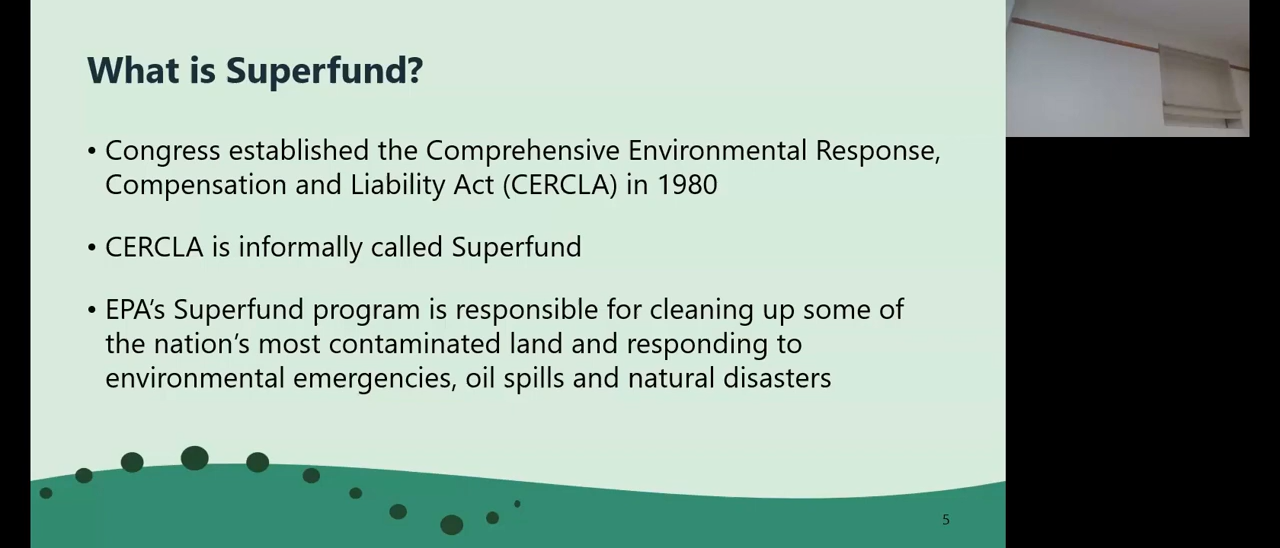 What is Superfund?
• Congress established the Comprehensive Environmental Response,
Compensation and Liability Act (CERCLA) in 1980
• CERCLA is informally called Superfund
• EPA’s Superfund program is responsible for cleaning up some of
the nation’s most contaminated land and responding to
environmental emergencies, oil spills and natural disasters
5